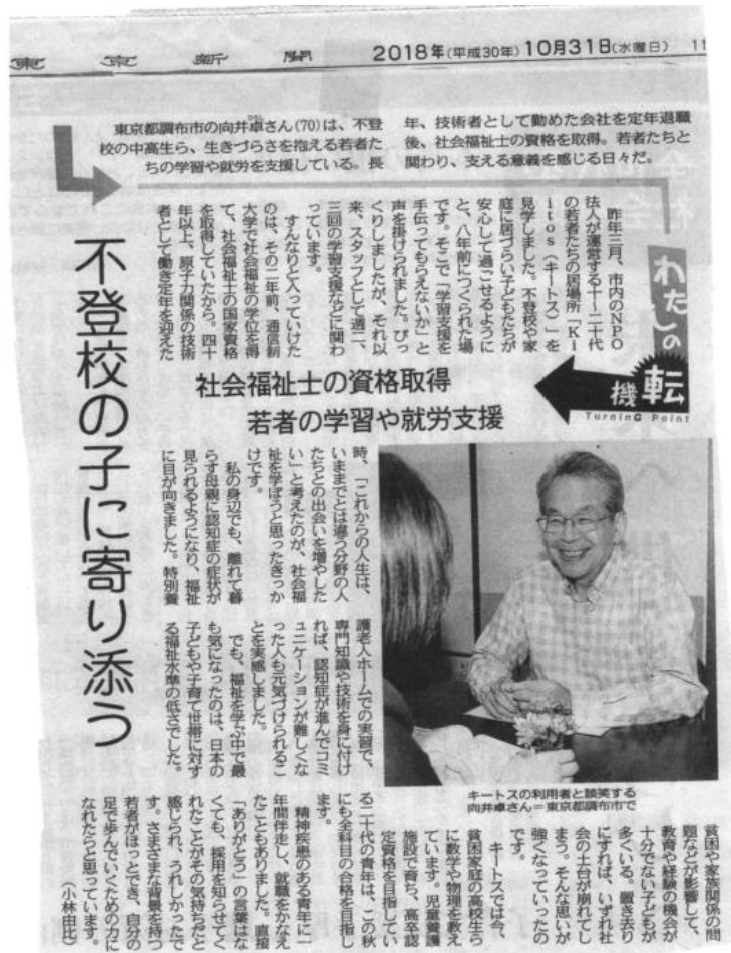 東京新聞
2018年(平成30年)10月31日(水曜日)
11
東京都調布市の向井卓さん(70)は、不登
校の中高生ら、生きづらさを抱える若者た
ちの学習や就労を支援している。長
年、技術者として勤めた会社を定年退職
後、社会福祉士の資格を取得。若者たちと
関わり、支える意義を感じる日々だ。
わたしの
転機
Turning Point
不登校の子に寄り添う
社会福祉士の資格取得
若者の学習や就労支援
昨年三月、市内のNPO
法人が運営する十―二十代
の若者たちの居場所「Ki
itos(キートス)」を
見学しました。不登校や家
庭に居づらい子どもたちが
安心して過ごせるように
と、八年前につくられた場
です。そこで「学習支援を
手伝ってもらえないか」と
声を掛けられました。びっ
くりしましたが、それ以
来、スタッフとして週二、
三回の学習支援などに関わ
っています。
すんなりと入っていけた
のは、その二年前、通信制
大学で社会福祉の学位を得
て、社会福祉士の国家資格
を取得していたから。四十
年以上、原子力関係の技術
者として働き定年を迎えた
時、「これからの人生は、
いままでとは違う分野の人
たちとの出会いを増やした
い」と考えたのが、社会福
祉を学ぼうと思ったきっか
けです。
私の身辺でも、離れて暮
らす母親に認知症の症状が
見られるようになり、福祉
に目が向きました。特別養
護老人ホームでの実習で、
専門知識や技術を身に付け
れば、認知症が進んでコミ
ュニケーションが難しくな
った人も元気づけられるこ
とを実感しました。
でも、福祉を学ぶ中で最
も気になったのは、日本の
子どもや子育て世帯に対す
る福祉水準の低さでした。
キートスの利用者と談笑する
向井卓さん=東京都調布市で
貧困や家族関係の問
題などが影響して、
教育や経験の機会が
十分でない子どもが
多くいる。置き去り
にすれば、いずれ社
会の土台が崩れてし
まう。そんな思いが
強くなっていったの
です。
キートスでは今、
貧困家庭の高校生ら
に数学や物理を教え
ています。児童養護
施設で育ち、高卒認
定資格を目指してい
る二十代の青年は、この秋
にも全科目の合格を目指し
ます。
精神疾患のある青年に一
年間伴走し、就職をかなえ
たこともありました。直接
「ありがとう」の言葉はな
くても、採用を知らせてく
れたことがその気持ちだと
感じられ、うれしかったで
す。さまざまな背景を持つ
若者がほっとでき、自分の
足で歩んでいくための力に
なれたらと思っています。
(小林由比)